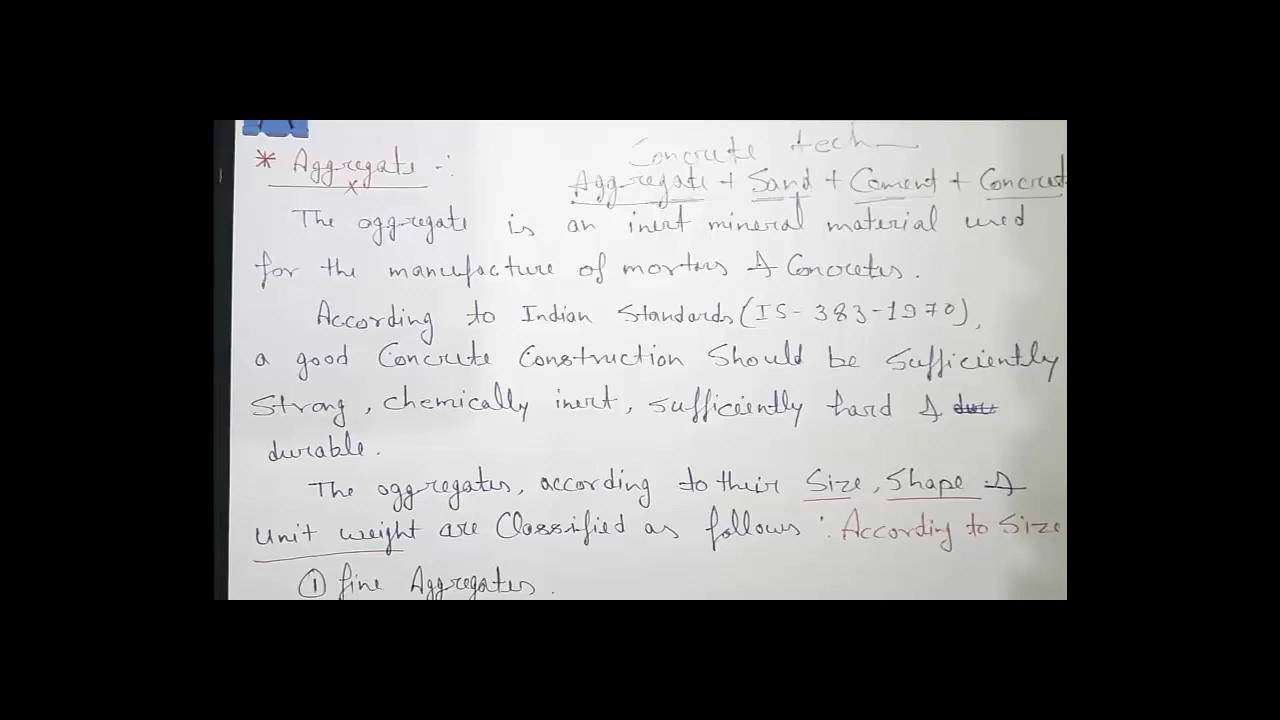 Concrete tech
* Aggregate -:
Aggregate + Sand + Cement + Concret
The aggregate is an inert mineral material used
for the manufacture of mortars & Concretes.
According to Indian Standards (IS-383-1970),
a good Concrete Construction Should be Sufficiently
Strong, chemically inert, sufficiently hard &
durable.
The aggregates, according to their Size, Shape &
Unit weight are Classified as follows : According to Size
① fine Aggregates.